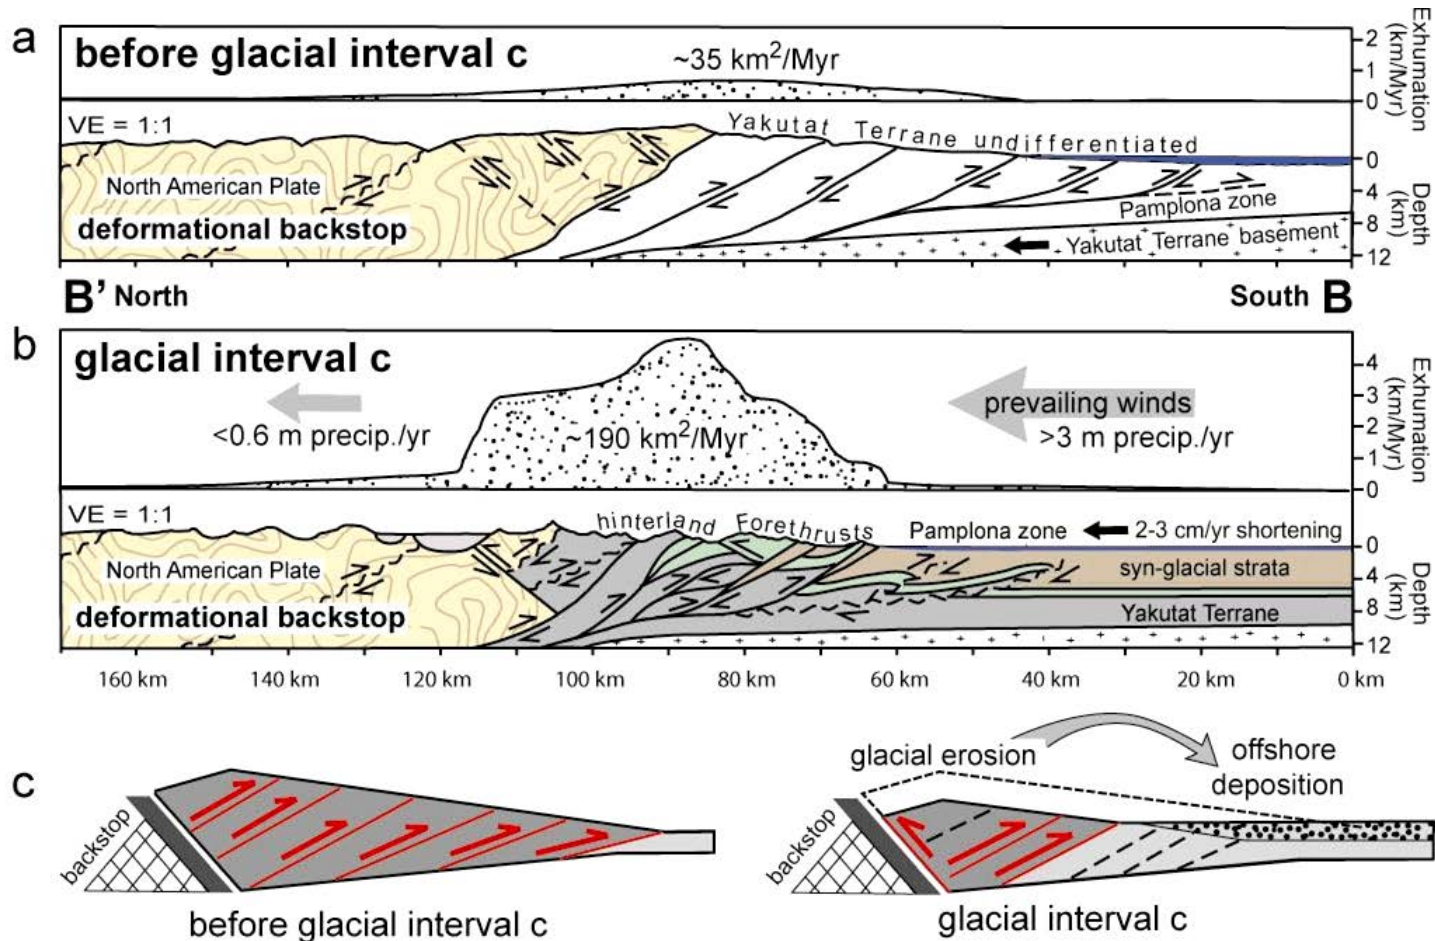 a
before glacial interval c
~35 km²/Myr
2
1
0
Exhumation
(km/Myr)
VE = 1:1
Yakutat Terrane undifferentiated
North American Plate
deformational backstop
Pamplona zone
Yakutat Terrane basement
0
4
8
12
Depth
(km)
B’ North
South B
b
glacial interval c
<0.6 m precip./yr
~190 km²/Myr
prevailing winds
>3 m precip./yr
4
3
2
1
0
Exhumation
(km/Myr)
VE = 1:1
hinterland Forethrusts
Pamplona zone
2-3 cm/yr shortening
North American Plate
deformational backstop
syn-glacial strata
Yakutat Terrane
0
4
8
12
Depth
(km)
160 km 140 km 120 km 100 km 80 km 60 km 40 km 20 km 0 km
c
backstop
before glacial interval c
glacial erosion
offshore
deposition
backstop
glacial interval c